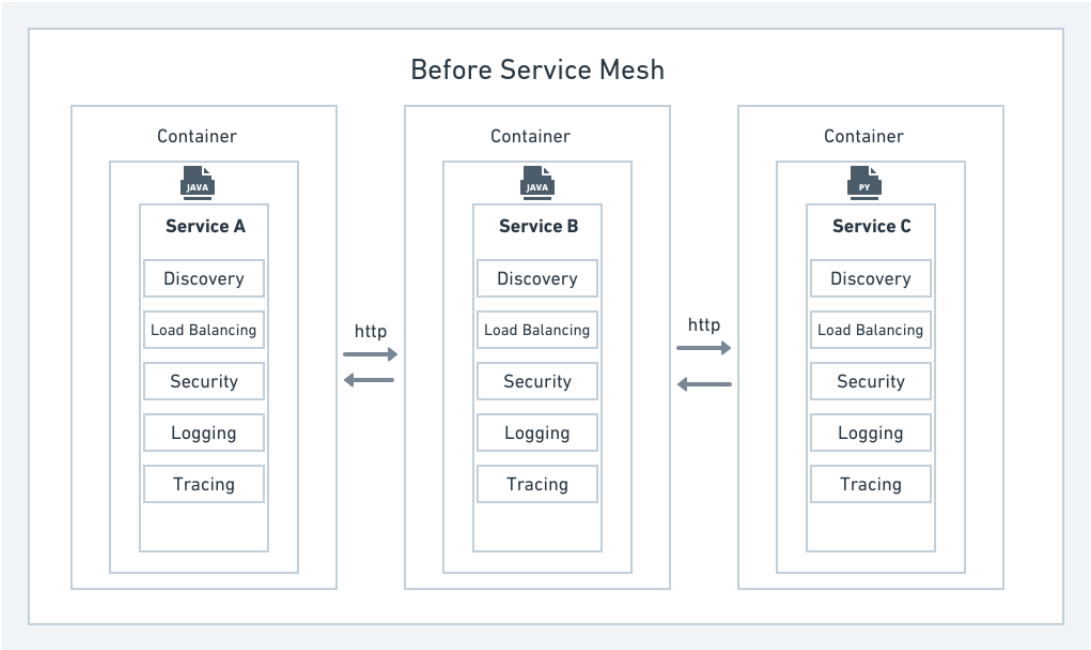 Before Service Mesh
Container
JAVA
Service A
Discovery
Load Balancing
Security
Logging
Tracing
http
Container
JAVA
Service B
Discovery
Load Balancing
Security
Logging
Tracing
http
Container
PY
Service C
Discovery
Load Balancing
Security
Logging
Tracing